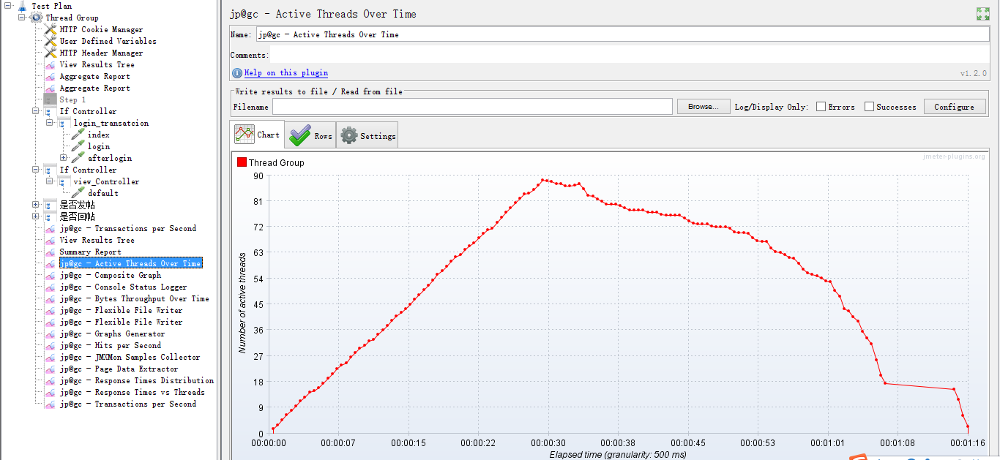 Test Plan
Thread Group
HTTP Cookie Manager
User Defined Variables
HTTP Header Manager
View Results Tree
Aggregate Report
Aggregate Report
Step 1
If Controller
login_transatcion
index
login
afterlogin
If Controller
view_Controller
default
是否发帖
是否回帖
jp@gc - Transactions per Second
View Results Tree
Summary Report
jp@gc - Active Threads Over Time
jp@gc - Composite Graph
jp@gc - Console Status Logger
jp@gc - Bytes Throughput Over Time
jp@gc - Flexible File Writer
jp@gc - Flexible File Writer
jp@gc - Graphs Generator
jp@gc - Hits per Second
jp@gc - JMXMon Samples Collector
jp@gc - Page Data Extractor
jp@gc - Response Times Distribution
jp@gc - Response Times vs Threads
jp@gc - Transactions per Second
jp@gc - Active Threads Over Time
Name: jp@gc - Active Threads Over Time
Comments:
Help on this plugin
v1.2.0
Write results to file / Read from file
Filename Browse... Log/Display Only: Errors Successes Configure
Chart Rows Settings
jmeter-plugins.org
Thread Group
90
81
72
63
54
45
36
27
18
9
0
Number of active threads
00:00:00 00:00:07 00:00:15 00:00:22 00:00:30 00:00:38 00:00:45 00:00:53 00:01:01 00:01:08 00:01:16
Elapsed time (granularity: 500 ms)